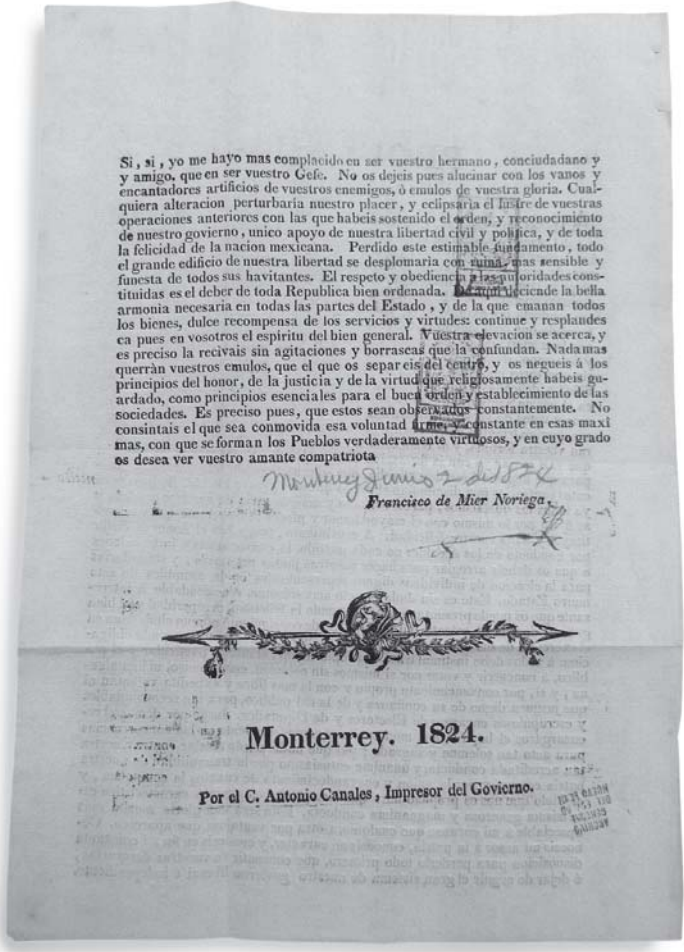 Si, si, yo me hayo mas complacido en ser vuestro hermano, conciudadano y
y amigo, que en ser vuestro Gefe. No os dejeis pues alucinar con los vanos y
encantadores artificios de vuestros enemigos, ò emulos de vuestra gloria. Cual-
quiera alteracion perturbaria nuestro placer, y eclipsaria el lustre de vuestras
operaciones anteriores con las que habeis sostenido el orden, y reconocimiento
de nuestro govierno, unico apoyo de nuestra libertad civil y politica, y de toda
la felicidad de la nacion mexicana. Perdido este estimable fundamento, todo
el grande edificio de nuestra libertad se desplomaria con ruina, mas sensible y
funesta de todos sus havitantes. El respeto y obediencia a las autoridades cons-
tituidas es el deber de toda Republica bien ordenada. De aqui deciende la bella
armonia necesaria en todas las partes del Estado, y de la que emanan todos
los bienes, dulce recompensa de los servicios y virtudes: continue y resplandes
ca pues en vosotros el espiritu del bien general. Vuestra elevacion se acerca, y
es preciso la recivais sin agitaciones y borrascas que la confundan. Nada mas
querràn vuestros emulos, que el que os separeis del centro, y os negueis à los
principios del honor, de la justicia y de la virtud que religiosamente habeis gu-
ardado, como principios esenciales para el buen orden y establecimiento de las
sociedades. Es preciso pues, que estos sean observados constantemente. No
consintais el que sea conmovida esa voluntad firme, y constante en esas maxi
mas, con que se forman los Pueblos verdaderamente virtuosos, y en cuyo grado
os desea ver vuestro amante compatriota
Monterrey Junio 2 de 1824
Francisco de Mier Noriega.
Monterrey. 1824.
Por el C. Antonio Canales, Impresor del Govierno.